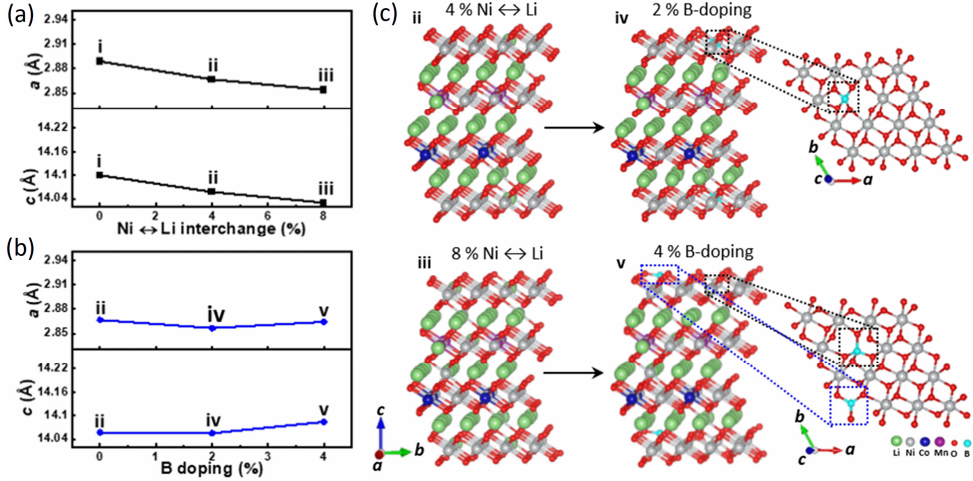 (a)
2.94
2.91
2.88
2.85
a (Å)
i
ii
iii
14.22
14.16
14.1
14.04
c (Å)
i
ii
iii
0 4 8
Ni ↔ Li interchange (%)
(b)
2.94
2.91
2.88
2.85
a (Å)
ii
iv
v
14.22
14.16
14.1
14.04
c (Å)
ii
iv
v
0 1 2 3 4
B doping (%)
(c)
ii
4 % Ni ↔ Li
iv
2 % B-doping
b
c
a
iii
8 % Ni ↔ Li
v
4 % B-doping
c
a
b
b
c
a
Li Ni Co Mn O B